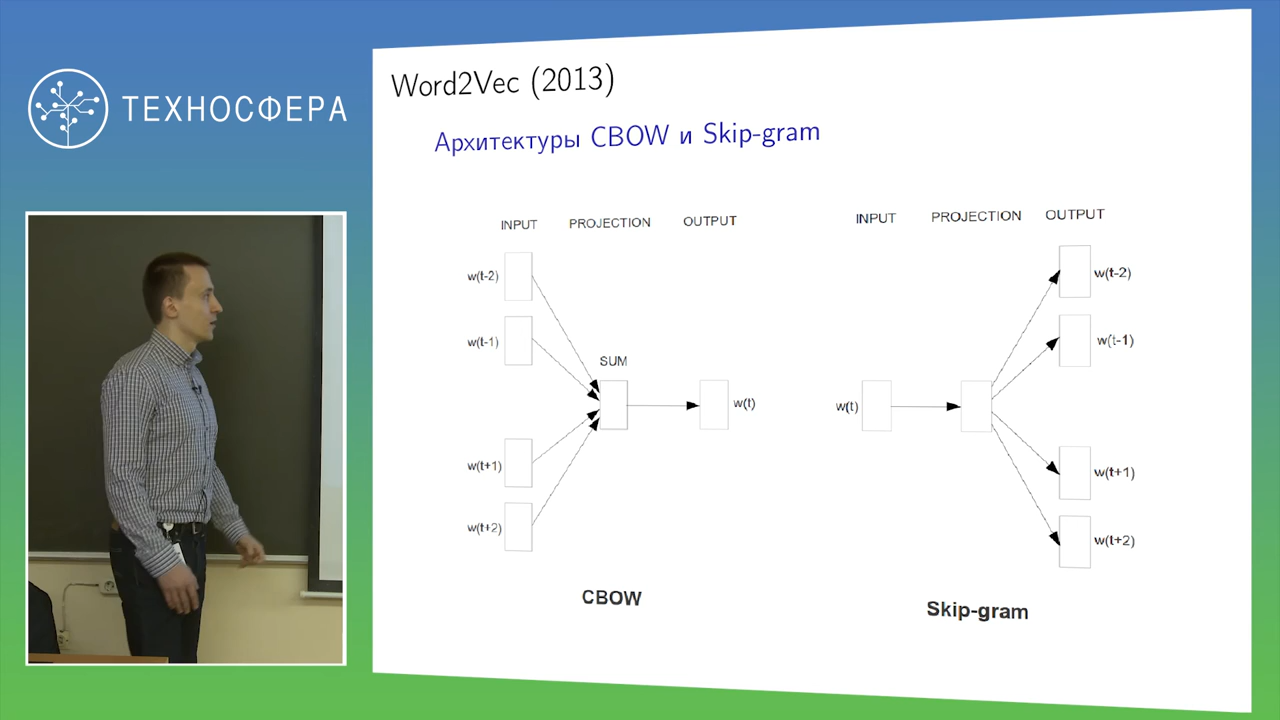 ТЕХНОСФЕРА
Word2Vec (2013)
Архитектуры CBOW и Skip-gram
INPUT PROJECTION OUTPUT
w(t-2)
w(t-1)
SUM
w(t)
w(t+1)
w(t+2)
CBOW
INPUT PROJECTION OUTPUT
w(t-2)
w(t-1)
w(t)
w(t+1)
w(t+2)
Skip-gram